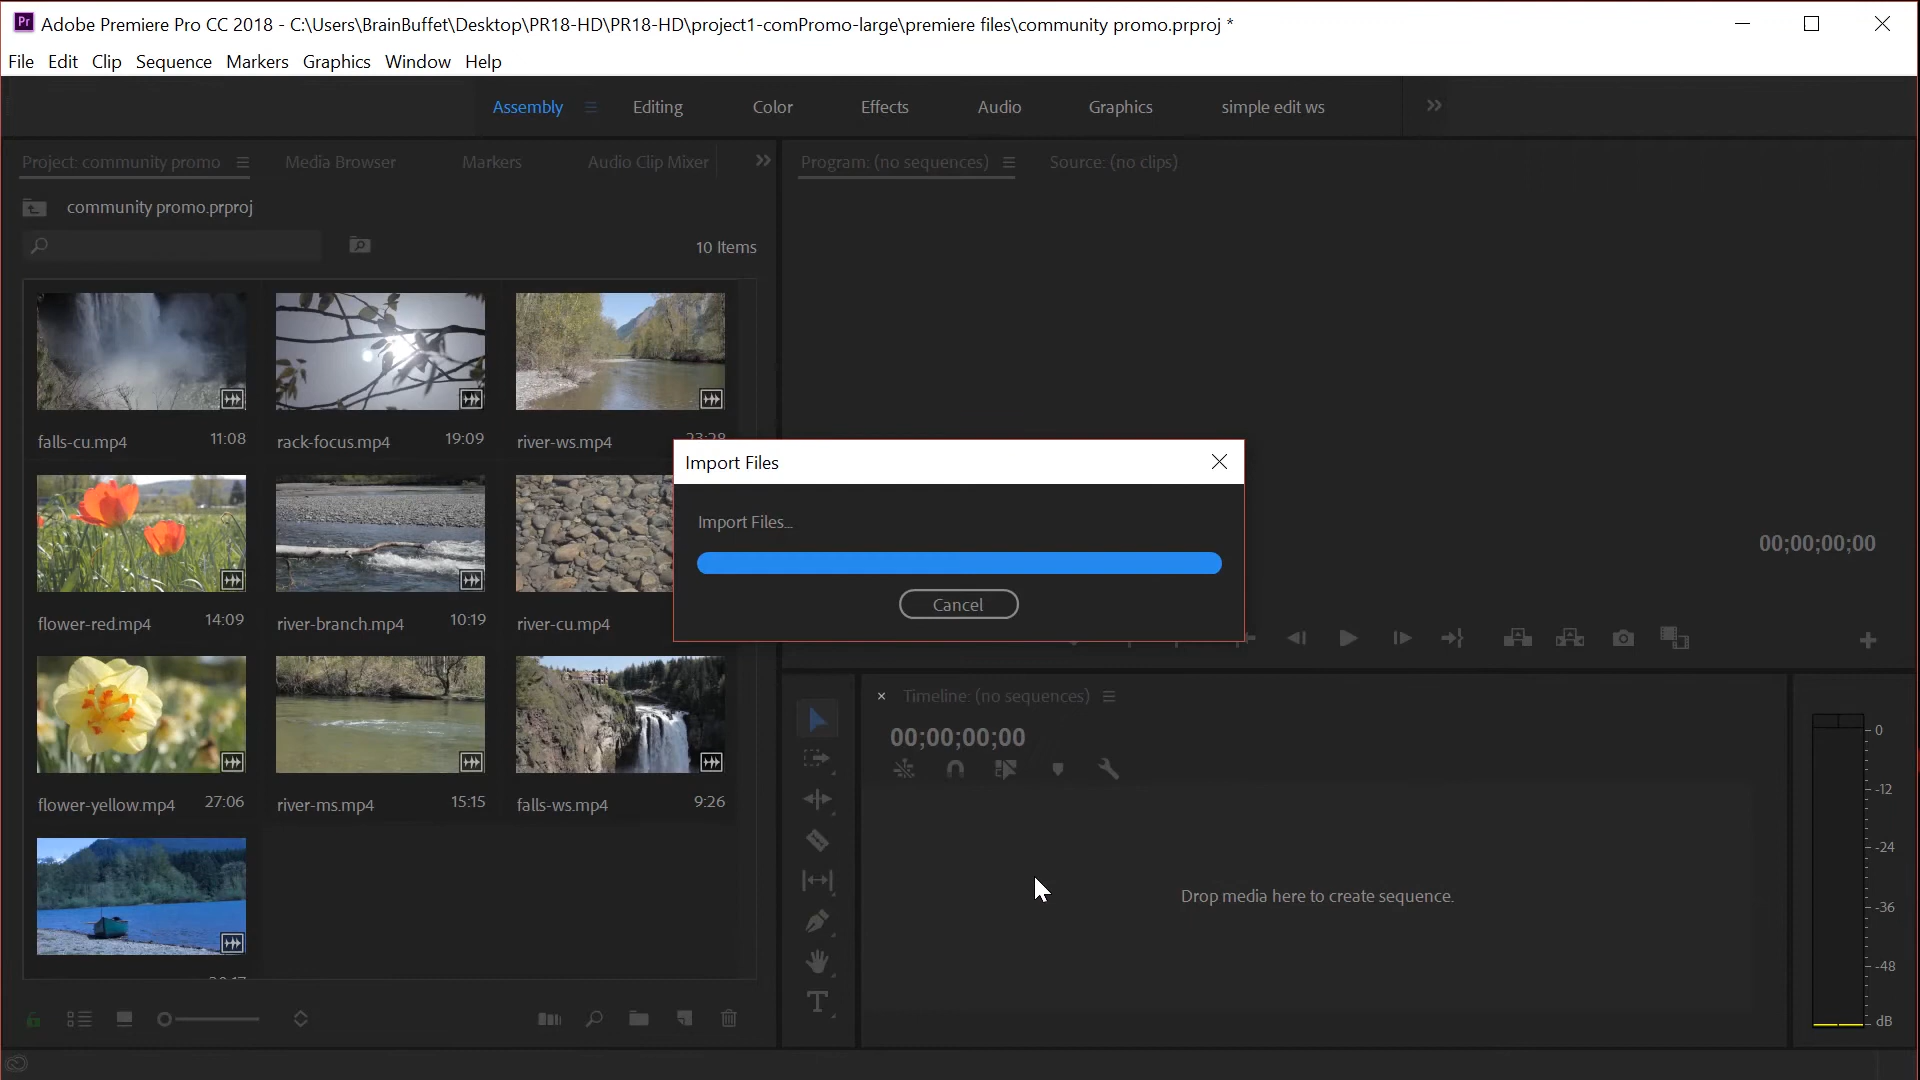 Pr Adobe Premiere Pro CC 2018 - C:\Users\BrainBuffet\Desktop\PR18-HD\PR18-HD\project1-comPromo-large\premiere files\community promo.prproj *
File Edit Clip Sequence Markers Graphics Window Help
Assembly Editing Color Effects Audio Graphics simple edit ws
Project: community promo Media Browser Markers Audio Clip Mixer
Program: (no sequences) Source: (no clips)
community promo.prproj
10 Items
falls-cu.mp4 11:08
rack-focus.mp4 19:09
river-ws.mp4 23:28
Import Files
Import Files...
Cancel
flower-red.mp4 14:09
river-branch.mp4 10:19
river-cu.mp4
00;00;00;00
flower-yellow.mp4 27:06
river-ms.mp4 15:15
falls-ws.mp4 9:26
× Timeline: (no sequences)
00;00;00;00
Drop media here to create sequence.
0
-12
-24
-36
-48
dB